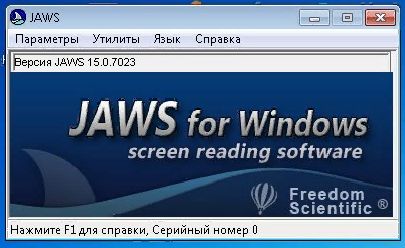 JAWS
Параметры Утилиты Язык Справка
Версия JAWS 15.0.7023
JAWS for Windows
screen reading software
Freedom
Scientific ®
Нажмите F1 для справки, Серийный номер 0